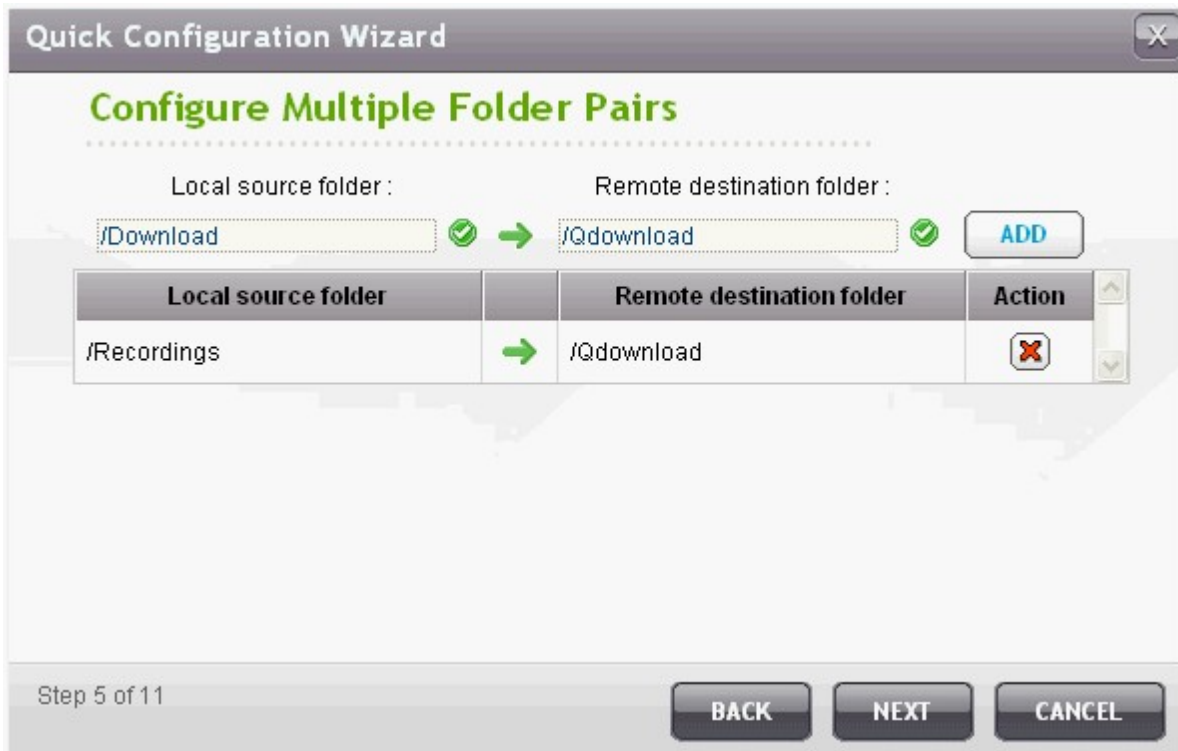 Quick Configuration Wizard
X
Configure Multiple Folder Pairs
Local source folder : Remote destination folder :
/Download /Qdownload ADD
Local source folder Remote destination folder Action
/Recordings /Qdownload
Step 5 of 11 BACK NEXT CANCEL